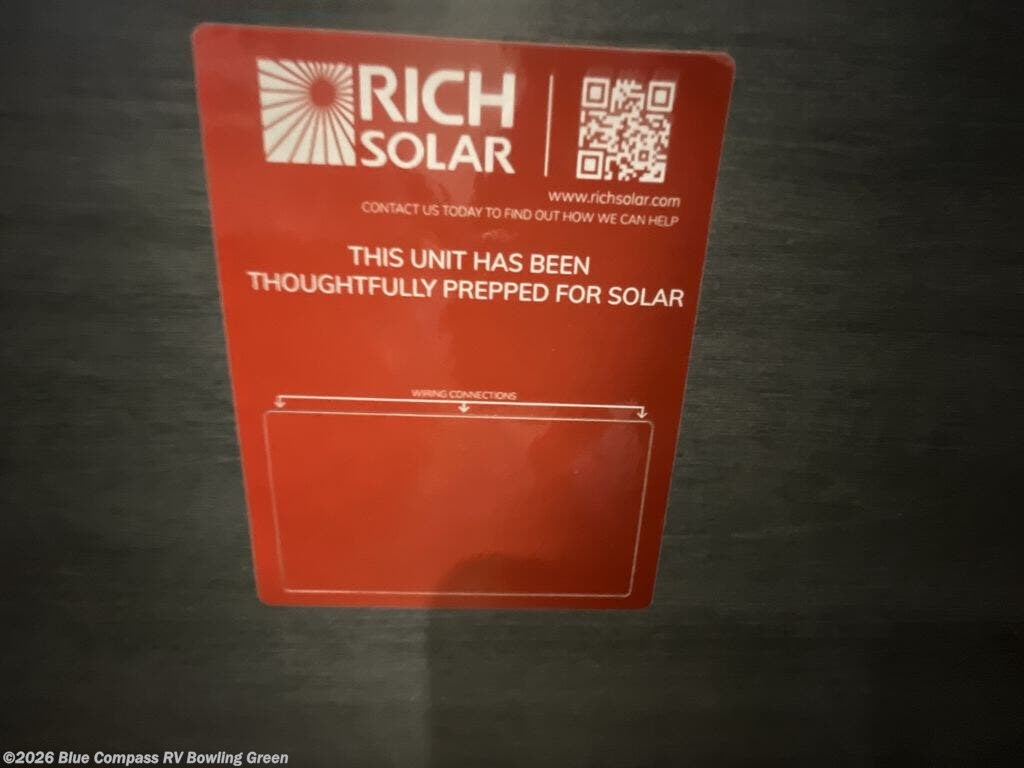 RICH
SOLAR
www.richsolar.com
CONTACT US TODAY TO FIND OUT HOW WE CAN HELP
THIS UNIT HAS BEEN
THOUGHTFULLY PREPPED FOR SOLAR
WIRING CONNECTIONS
©2026 Blue Compass RV Bowling Green